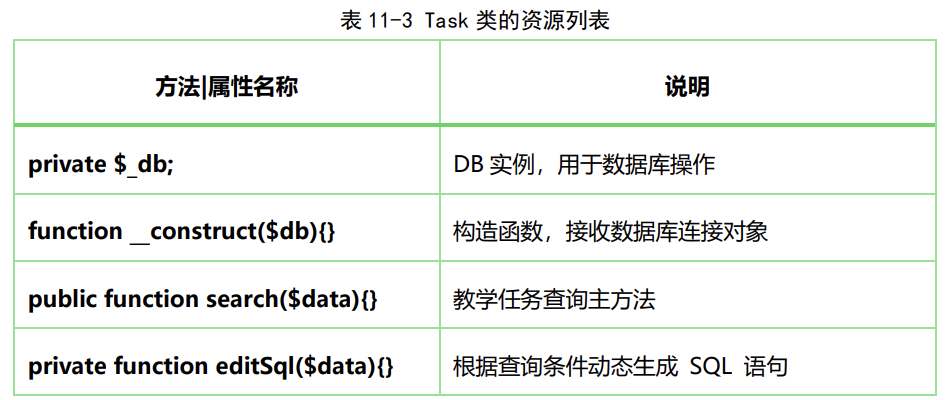 表 11-3 Task 类的资源列表
方法|属性名称 说明
private $_db; DB 实例，用于数据库操作
function __construct($db){} 构造函数，接收数据库连接对象
public function search($data){} 教学任务查询主方法
private function editSql($data){} 根据查询条件动态生成 SQL 语句